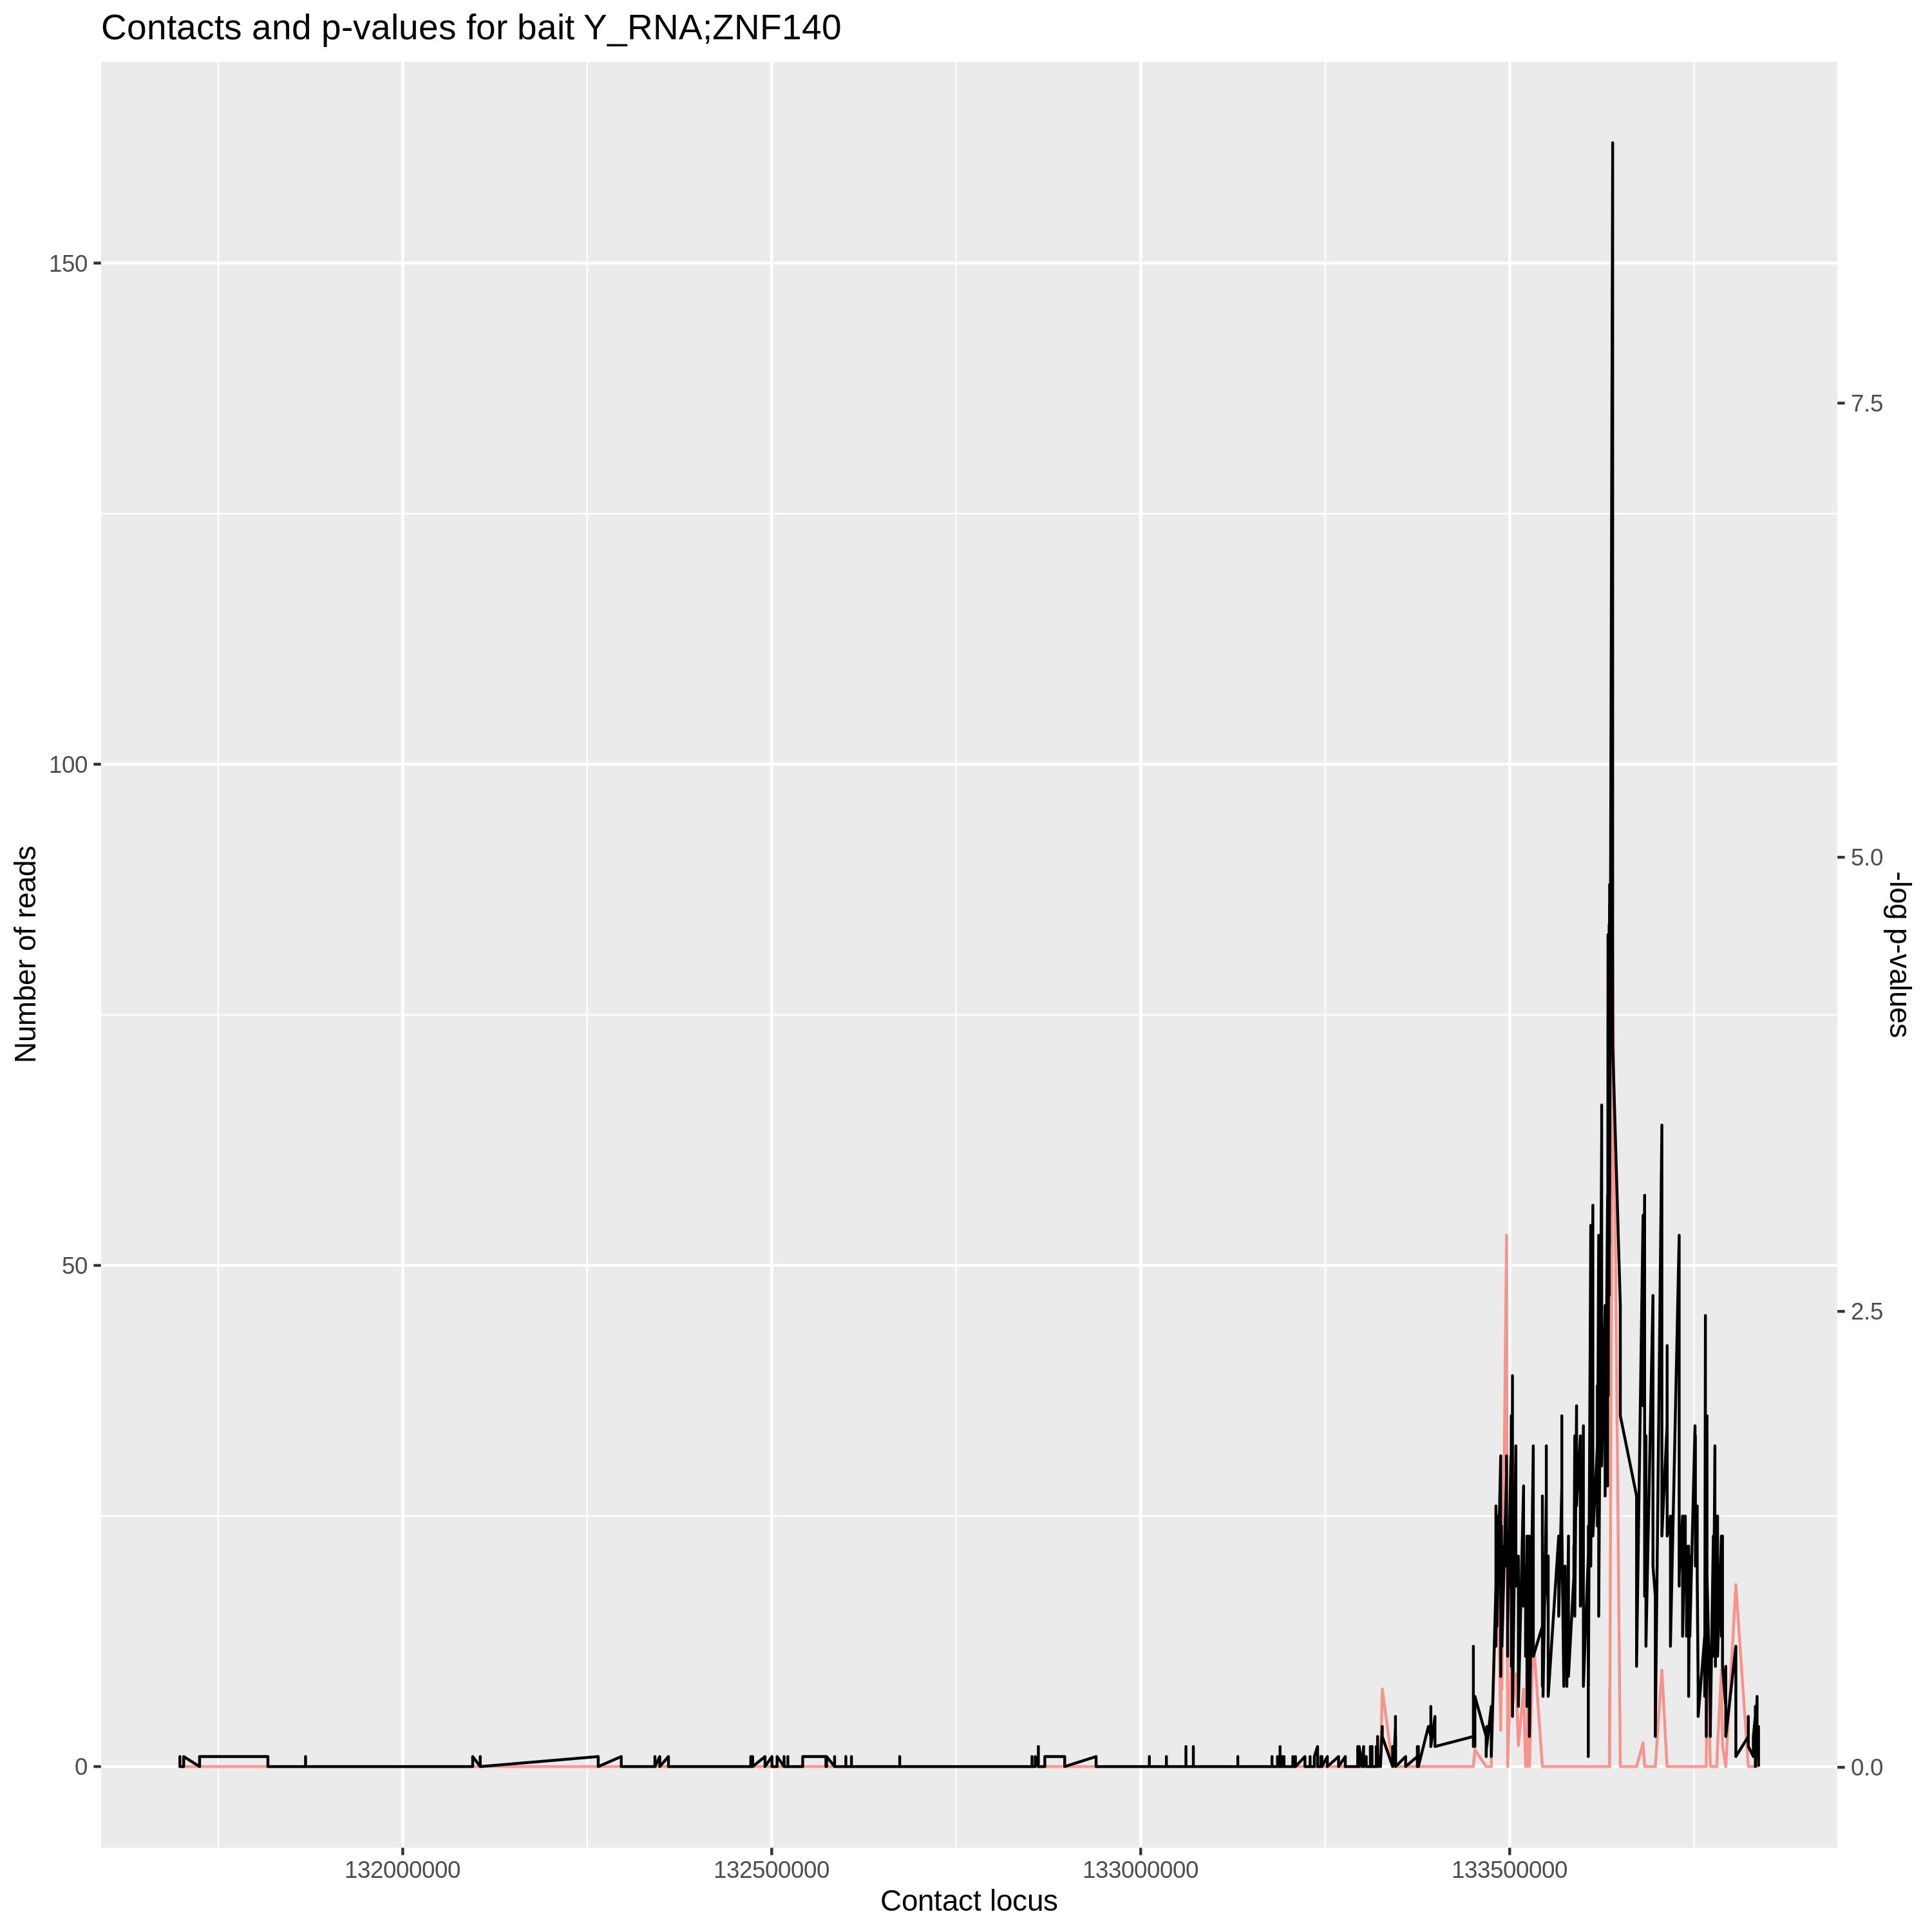 Contacts and p-values for bait Y_RNA;ZNF140
Number of reads
150
100
50
0
7.5
5.0
2.5
0.0
-log p-values
132000000 132500000 133000000 133500000
Contact locus